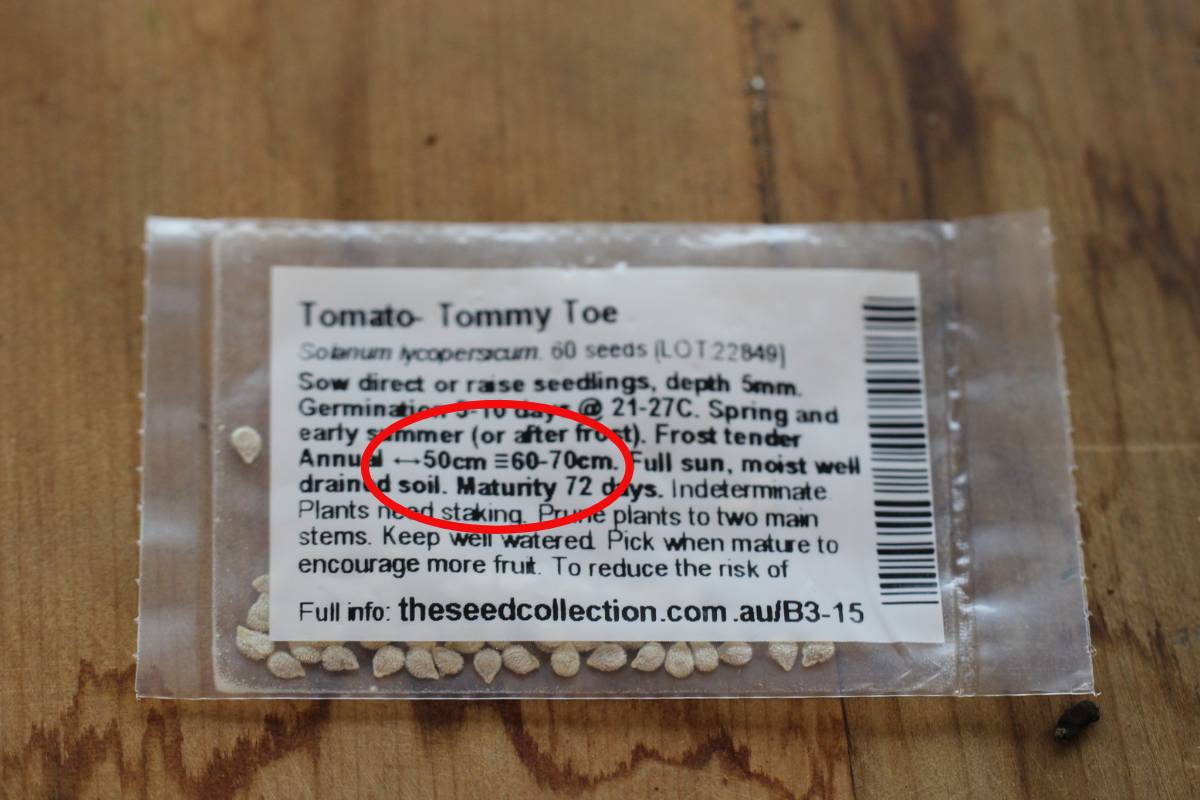 Tomato- Tommy Toe
Solanum lycopersicum. 60 seeds (LOT22849)
Sow direct or raise seedlings, depth 5mm.
Germination 5-10 days @ 21-27C. Spring and
early summer (or after frost). Frost tender
Annual ↔50cm ≡60-70cm. Full sun, moist well
drained soil. Maturity 72 days. Indeterminate.
Plants need staking. Prune plants to two main
stems. Keep well watered. Pick when mature to
encourage more fruit. To reduce the risk of
Full info: theseedcollection.com.au/B3-15